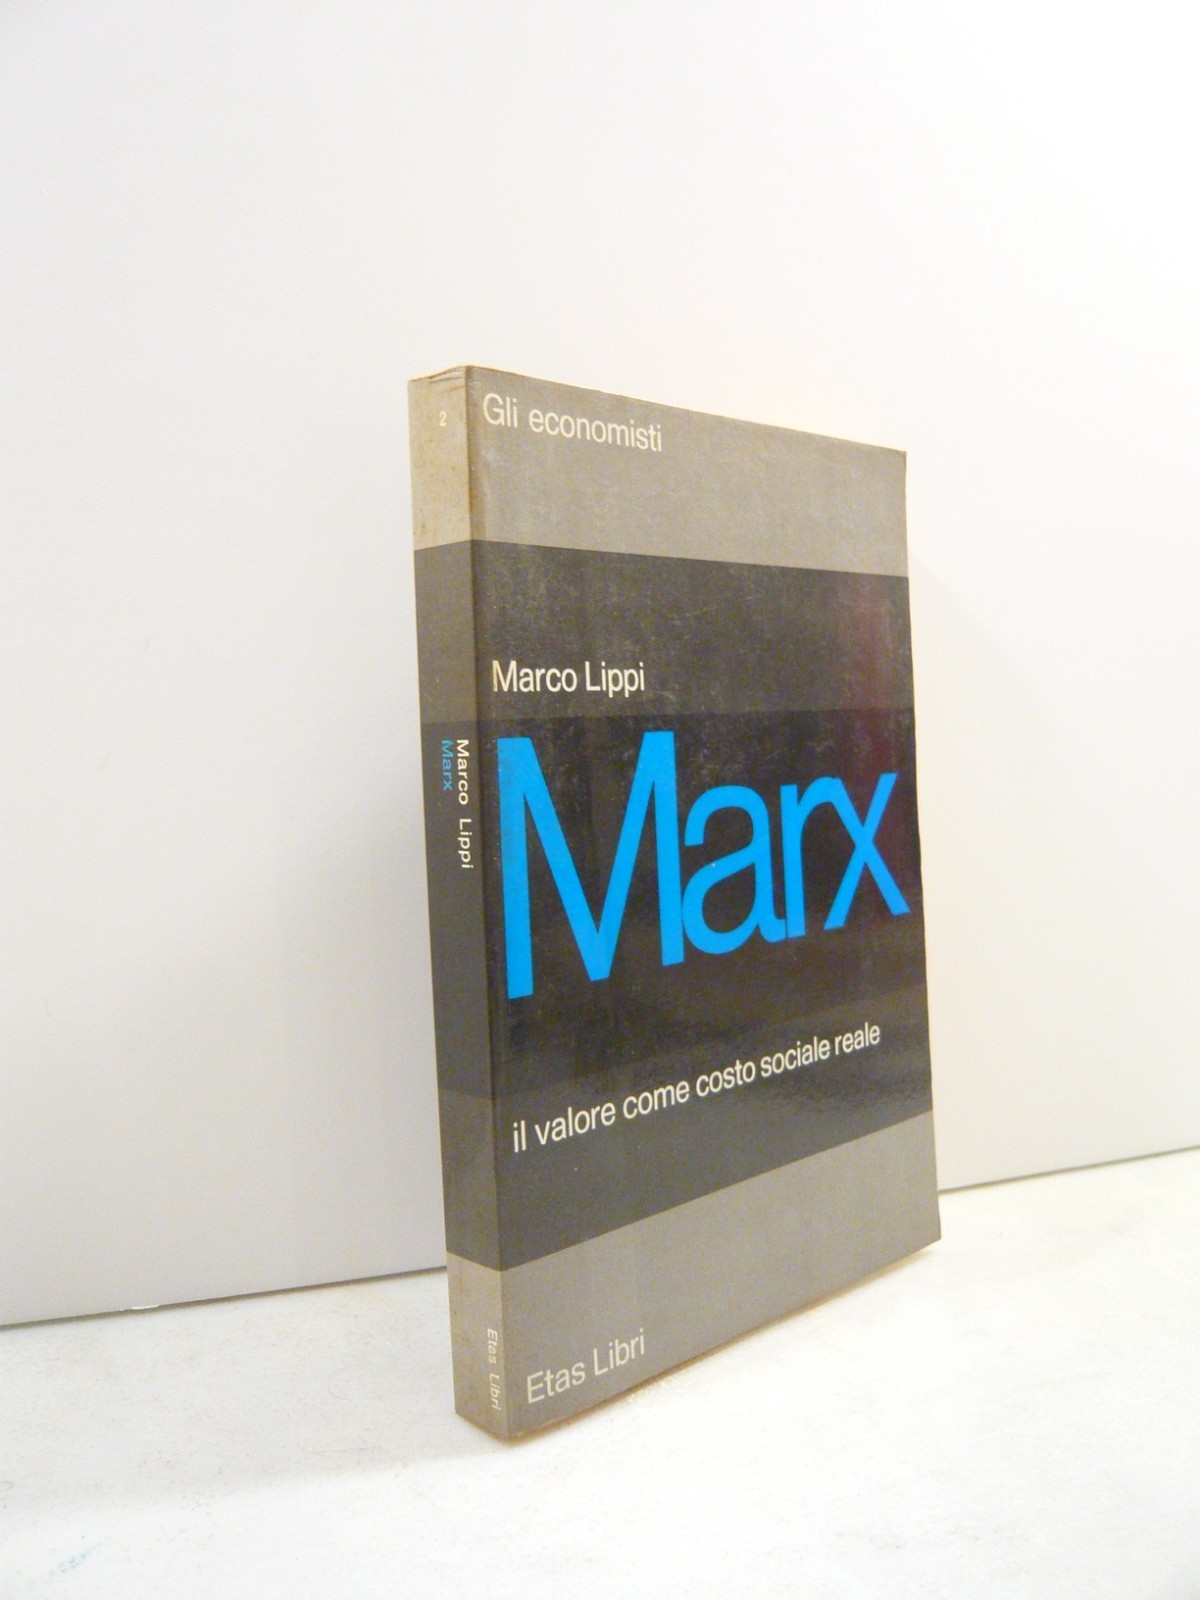 2
Marco Lippi
Marx
Etas Libri
Gli economisti
Marco Lippi
Marx
il valore come costo sociale reale
Etas Libri